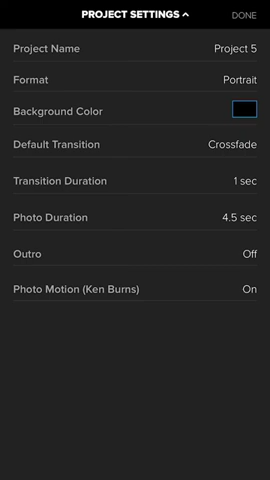 PROJECT SETTINGS
DONE
Project Name Project 5
Format Portrait
Background Color
Default Transition Crossfade
Transition Duration 1 sec
Photo Duration 4.5 sec
Outro Off
Photo Motion (Ken Burns) On